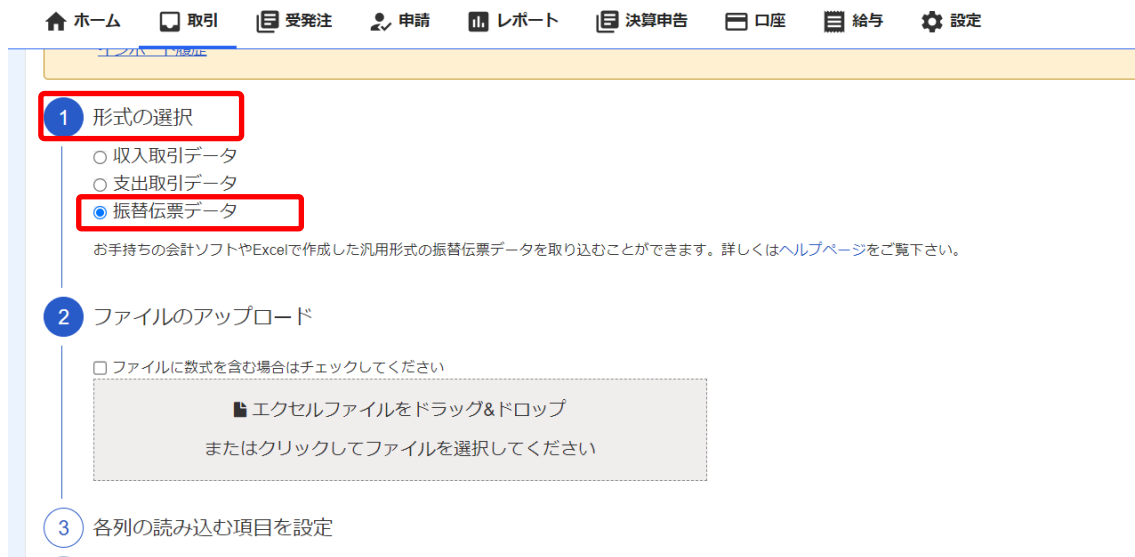 ホーム 取引 受発注 申請 レポート 決算申告 口座 給与 設定
インポート履歴
1 形式の選択
収入取引データ
支出取引データ
振替伝票データ
お手持ちの会計ソフトやExcelで作成した汎用形式の振替伝票データを取り込むことができます。詳しくはヘルプページをご覧下さい。
2 ファイルのアップロード
ファイルに数式を含む場合はチェックしてください
エクセルファイルをドラッグ&ドロップ
またはクリックしてファイルを選択してください
3 各列の読み込む項目を設定